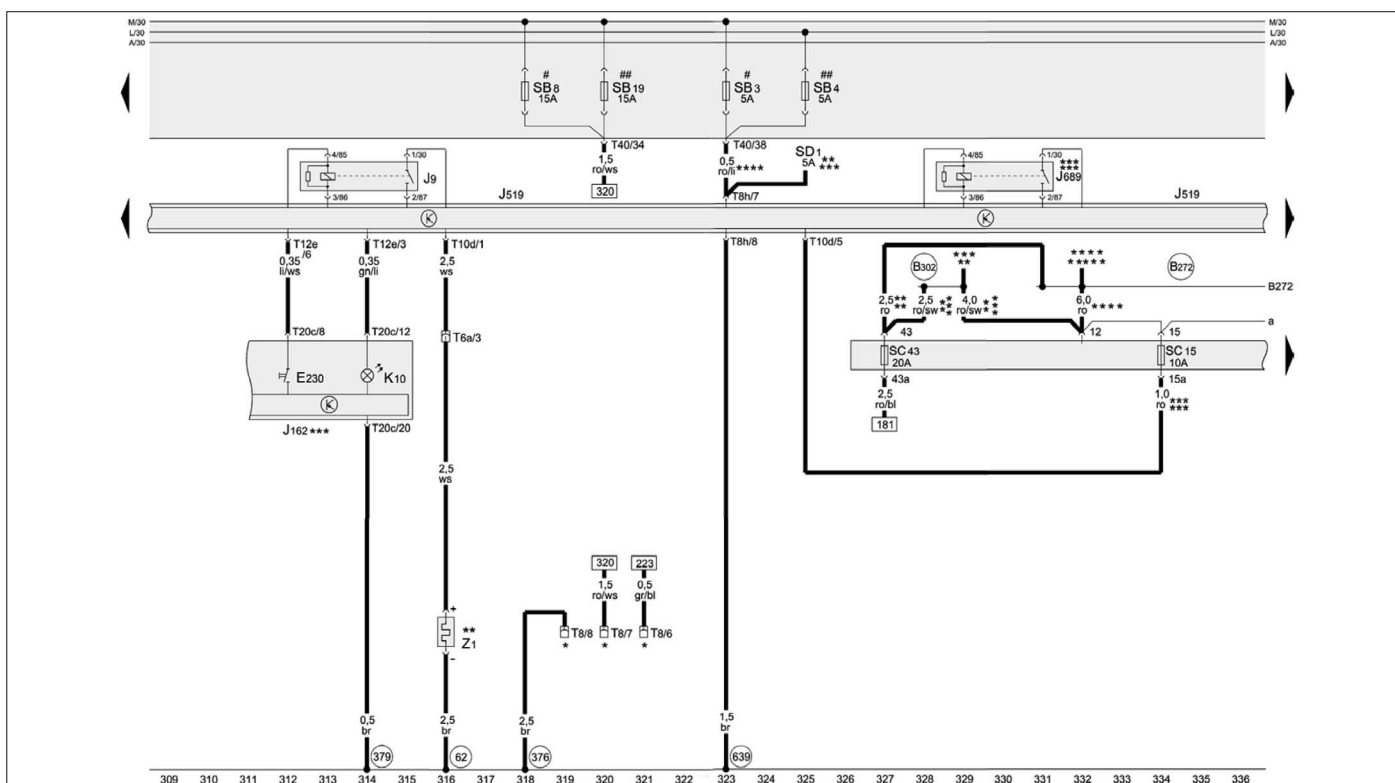 M/30 M/30
L/30 L/30
A/30 A/30
# ## # ##
SB8 SB19 SB3 SB4
15A 15A 5A 5A
T40/34 T40/38
4/85 1/30 1,5 0,5 SD1 ** 4/85 1/30 ***
ro/ws ro/li **** 5A *** ***
J9 320 J689
3/86 2/87 J519 T8h/7 3/86 2/87 J519
T12e/6 T12e/3 T10d/1 T8h/8 T10d/5
0,35 0,35 2,5 B302 *** **** B272
li/ws gn/li ws ** *****
B272
2,5 ** 2,5 *** 4,0 *** 6,0
ro ** ro/sw *** ro/sw *** ro ****
a
T20c/8 T20c/12 T6a/3 43 12 15
SC43 SC15
20A 10A
E230 K10 43a 15a
2,5 1,0 ***
ro/bl ro ***
J162*** T20c/20 181
2,5
ws
320 223
1,5 0,5
ro/ws gr/bl
+
** T8/8 T8/7 T8/6
Z1 * * *
–
0,5 2,5 2,5 1,5
br br br br
379 62 376 639
309 310 311 312 313 314 315 316 317 318 319 320 321 322 323 324 325 326 327 328 329 330 331 332 333 334 335 336